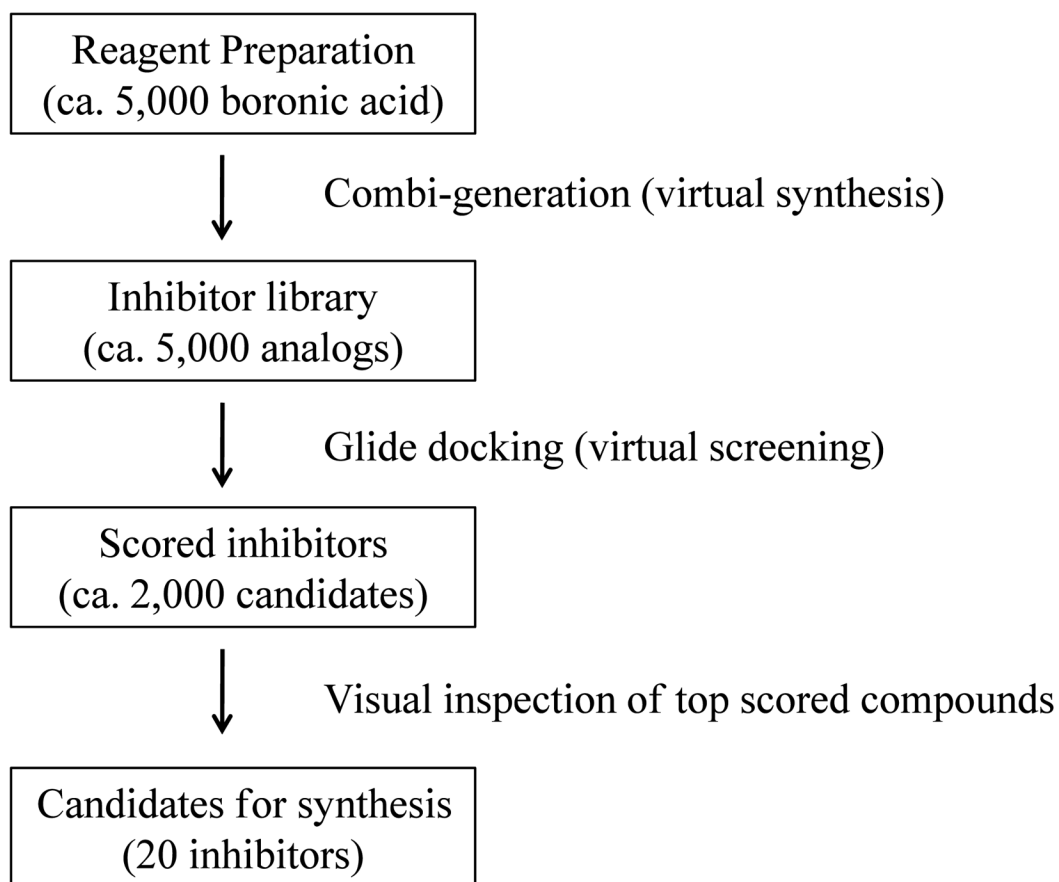 Reagent Preparation
(ca. 5,000 boronic acid)
Combi-generation (virtual synthesis)
Inhibitor library
(ca. 5,000 analogs)
Glide docking (virtual screening)
Scored inhibitors
(ca. 2,000 candidates)
Visual inspection of top scored compounds
Candidates for synthesis
(20 inhibitors)